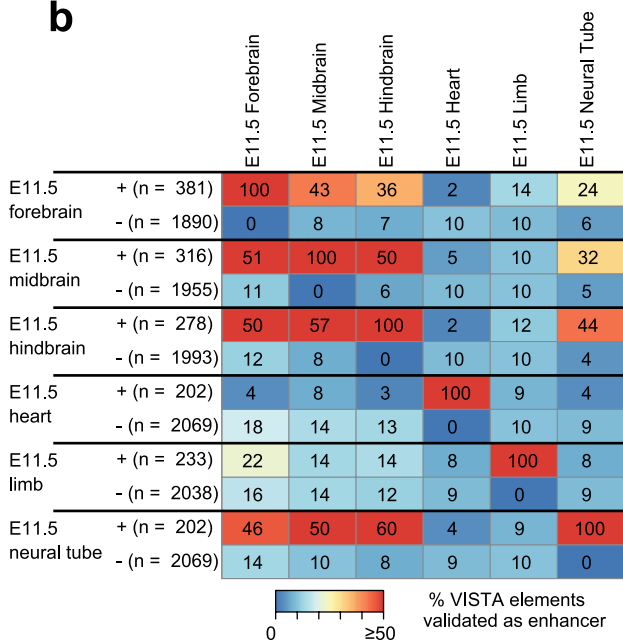 b
E11.5 Forebrain
E11.5 Midbrain
E11.5 Hindbrain
E11.5 Heart
E11.5 Limb
E11.5 Neural Tube
E11.5 forebrain
+ (n = 381) 100 43 36 2 14 24
- (n = 1890) 0 8 7 10 10 6
E11.5 midbrain
+ (n = 316) 51 100 50 5 10 32
- (n = 1955) 11 0 6 10 10 5
E11.5 hindbrain
+ (n = 278) 50 57 100 2 12 44
- (n = 1993) 12 8 0 10 10 4
E11.5 heart
+ (n = 202) 4 8 3 100 9 4
- (n = 2069) 18 14 13 0 10 9
E11.5 limb
+ (n = 233) 22 14 14 8 100 8
- (n = 2038) 16 14 12 9 0 9
E11.5 neural tube
+ (n = 202) 46 50 60 4 9 100
- (n = 2069) 14 10 8 9 10 0
0 ≥50
% VISTA elements
validated as enhancer